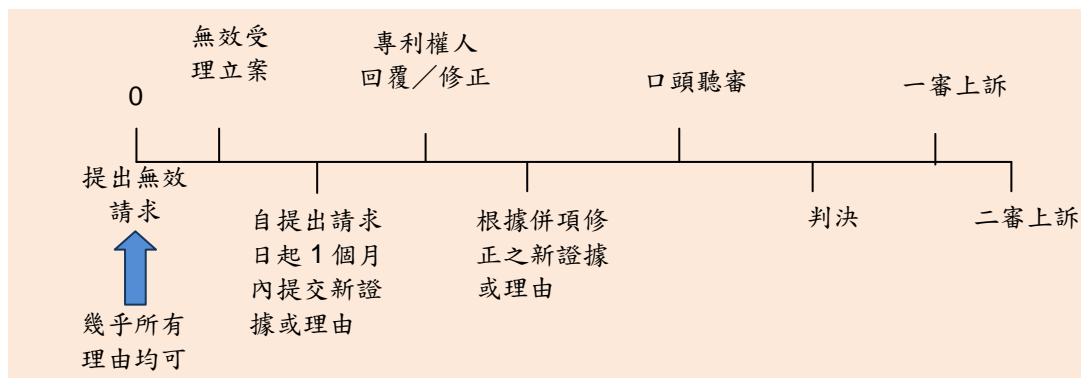 無效受
理立案
專利權人
回覆／修正
口頭聽審
一審上訴
0
提出無效
請求
自提出請求
日起 1 個月
內提交新證
據或理由
根據併項修
正之新證據
或理由
判決
二審上訴
幾乎所有
理由均可